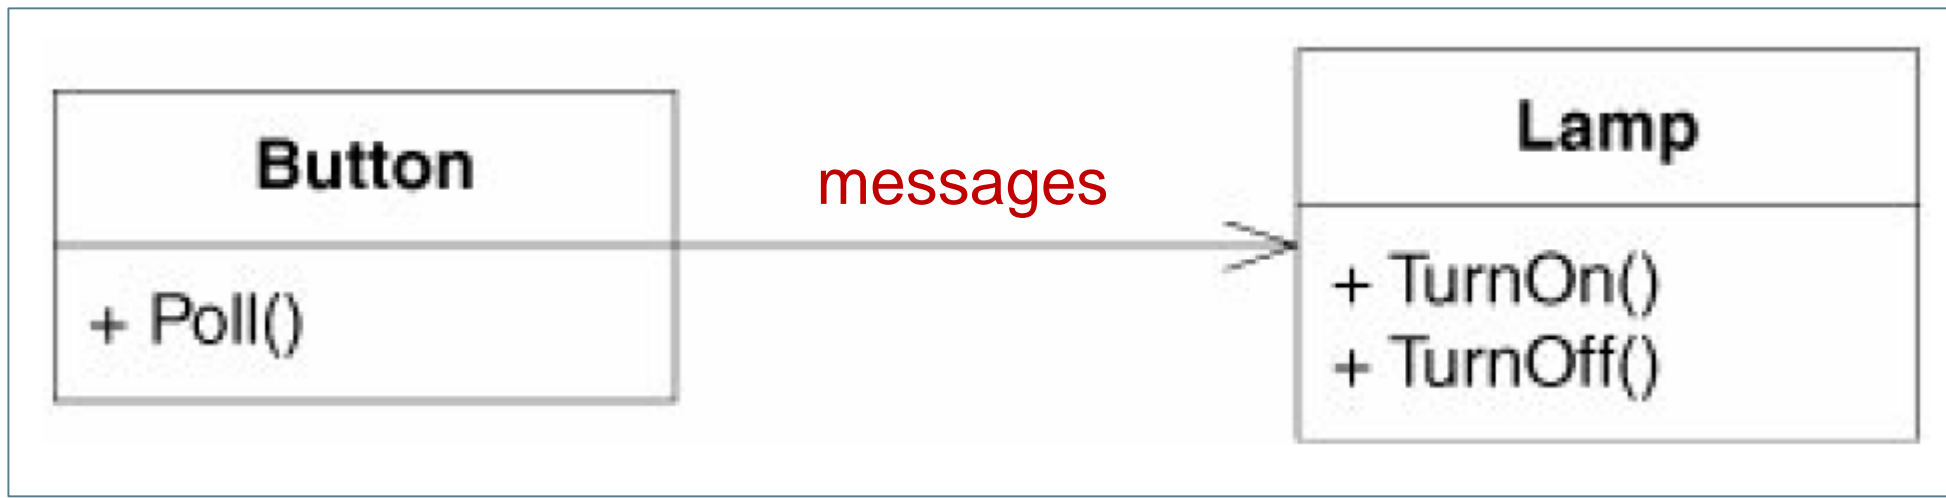 Button
+ Poll()
messages
Lamp
+ TurnOn()
+ TurnOff()